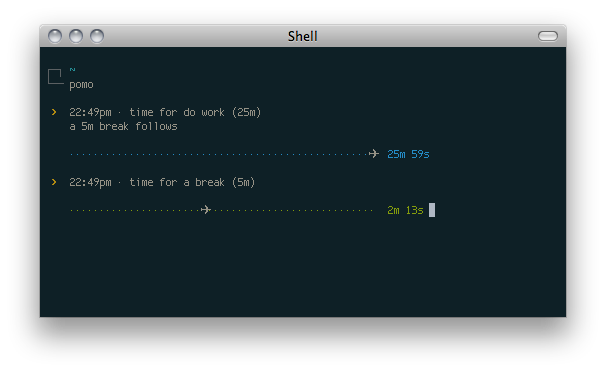 Shell
~
pomo
› 22:49pm · time for do work (25m)
a 5m break follows
··················································✈ 25m 59s
› 22:49pm · time for a break (5m)
······················✈··························· 2m 13s